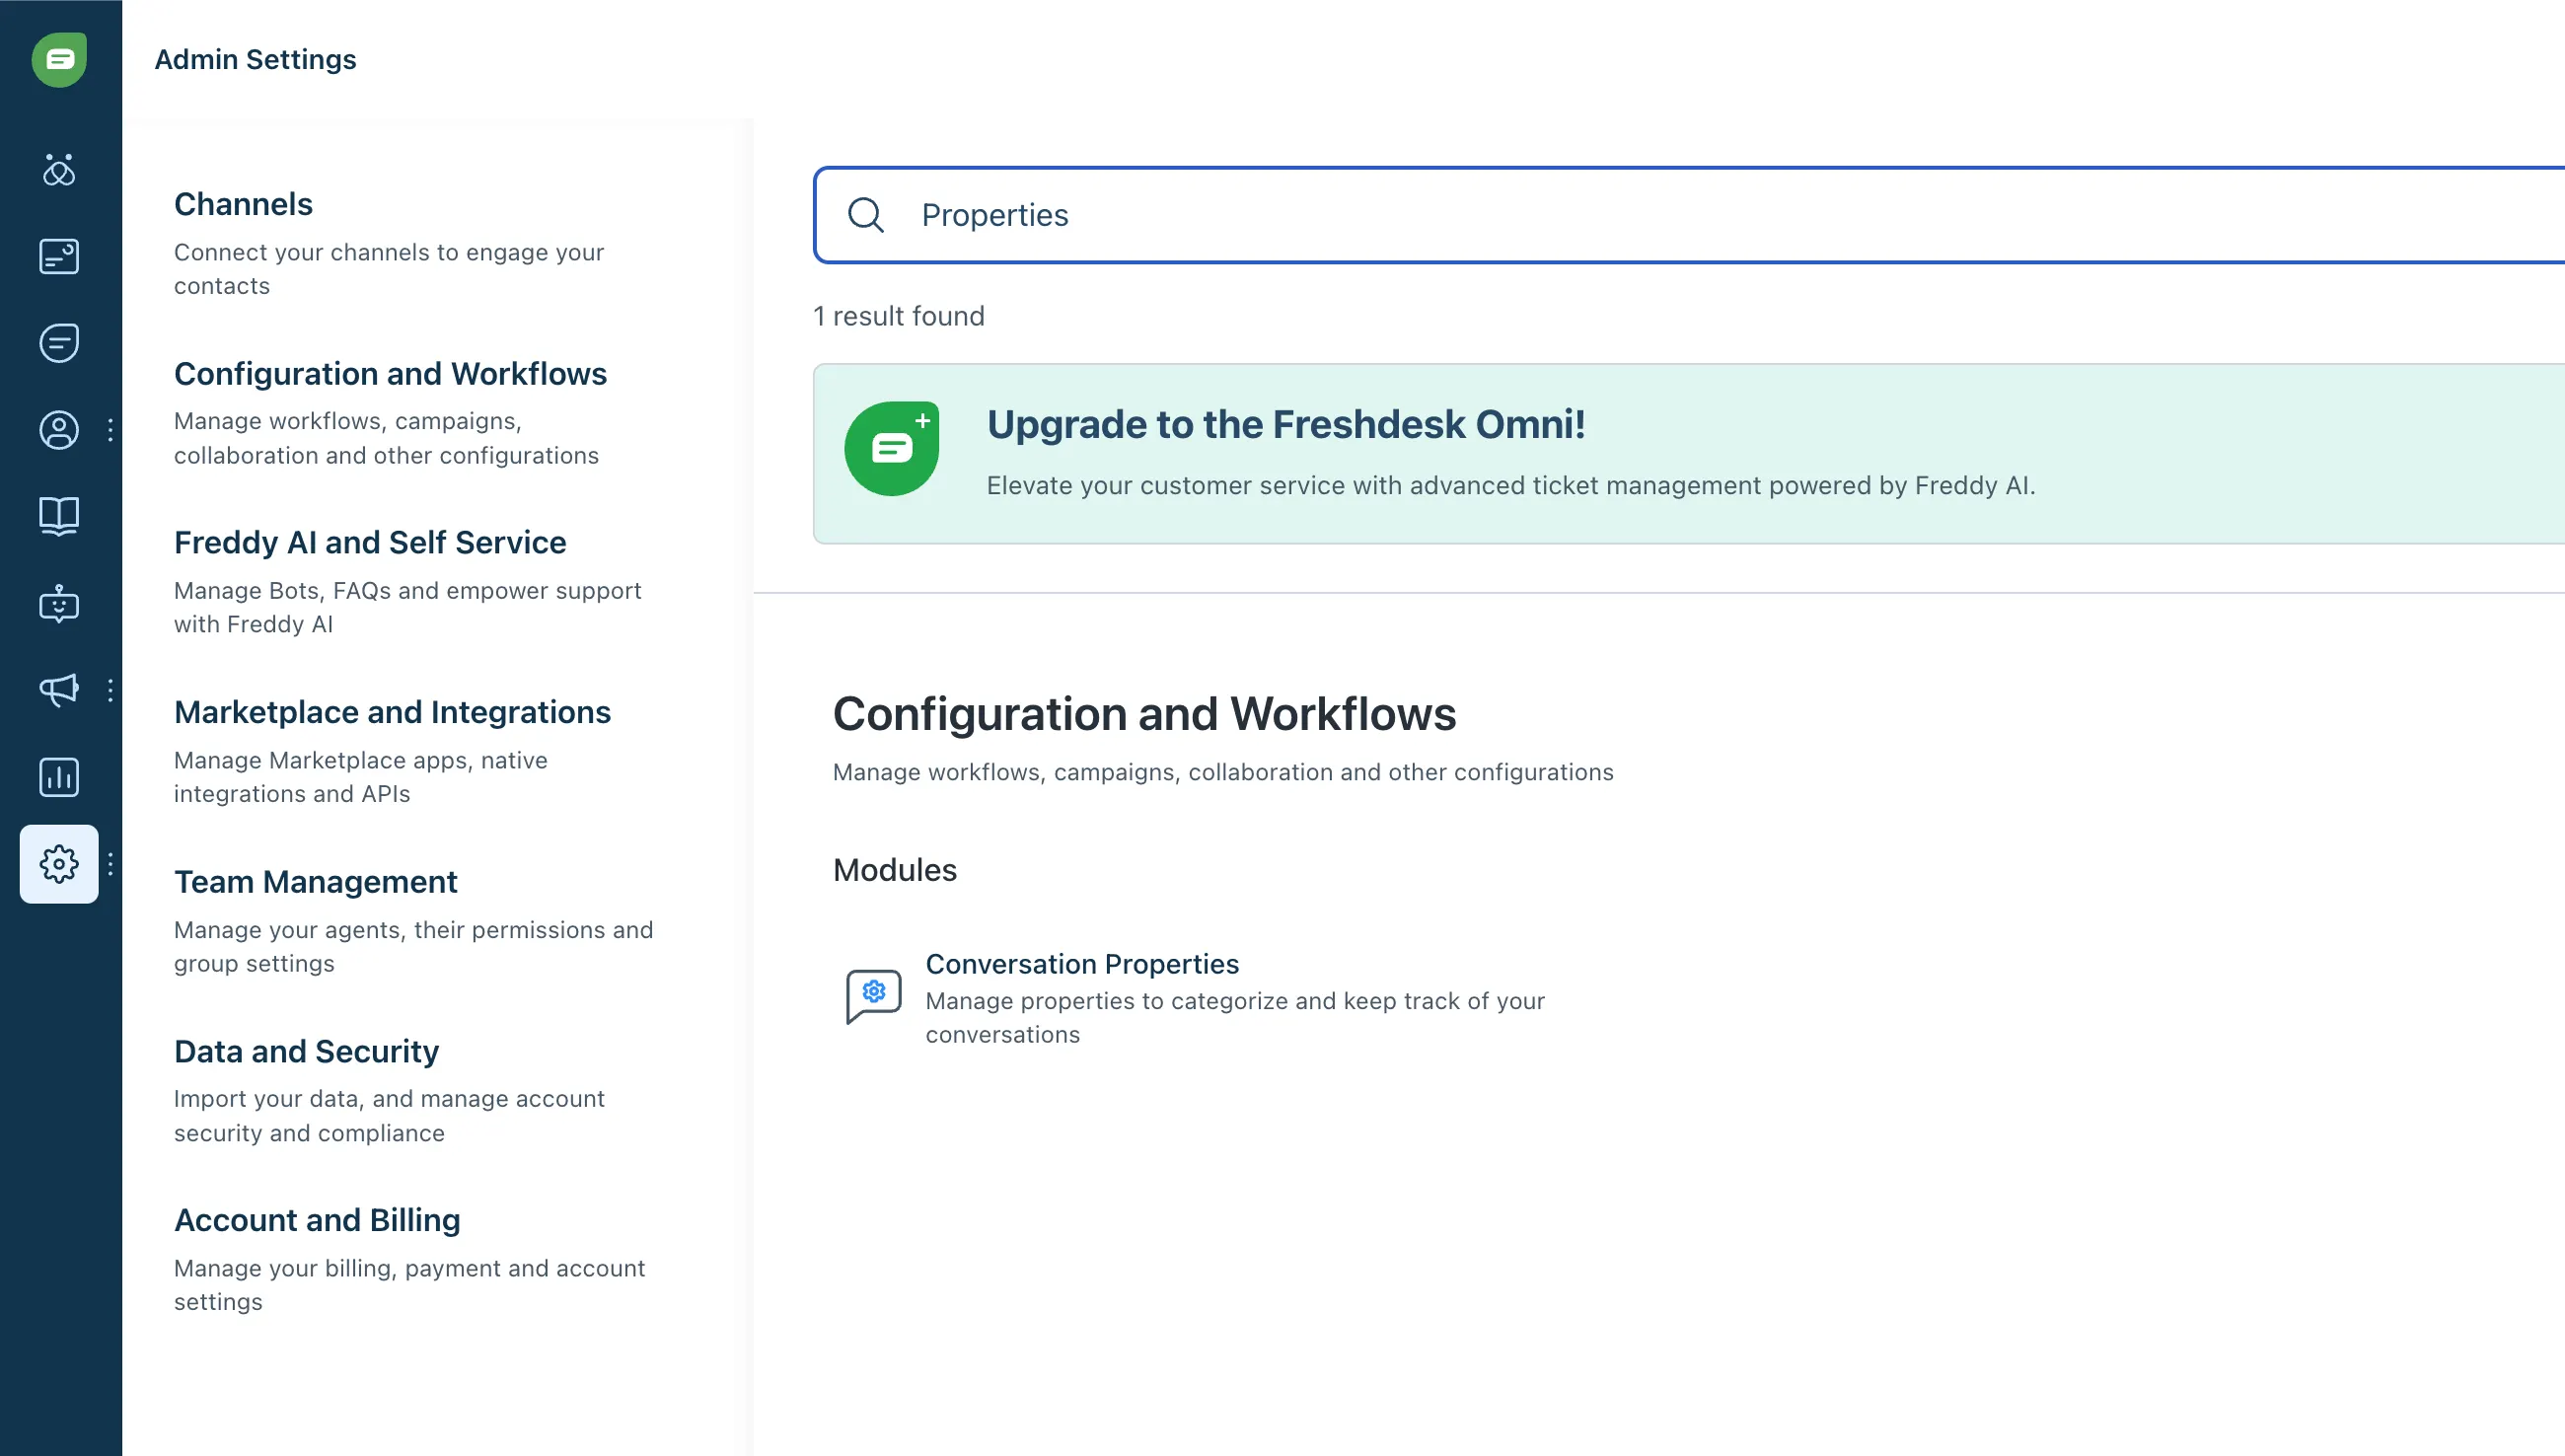 Admin Settings
Channels
Connect your channels to engage your
contacts
Configuration and Workflows
Manage workflows, campaigns,
collaboration and other configurations
Freddy AI and Self Service
Manage Bots, FAQs and empower support
with Freddy AI
Marketplace and Integrations
Manage Marketplace apps, native
integrations and APIs
Team Management
Manage your agents, their permissions and
group settings
Data and Security
Import your data, and manage account
security and compliance
Account and Billing
Manage your billing, payment and account
settings
Properties
1 result found
Upgrade to the Freshdesk Omni!
Elevate your customer service with advanced ticket management powered by Freddy AI.
Configuration and Workflows
Manage workflows, campaigns, collaboration and other configurations
Modules
Conversation Properties
Manage properties to categorize and keep track of your
conversations